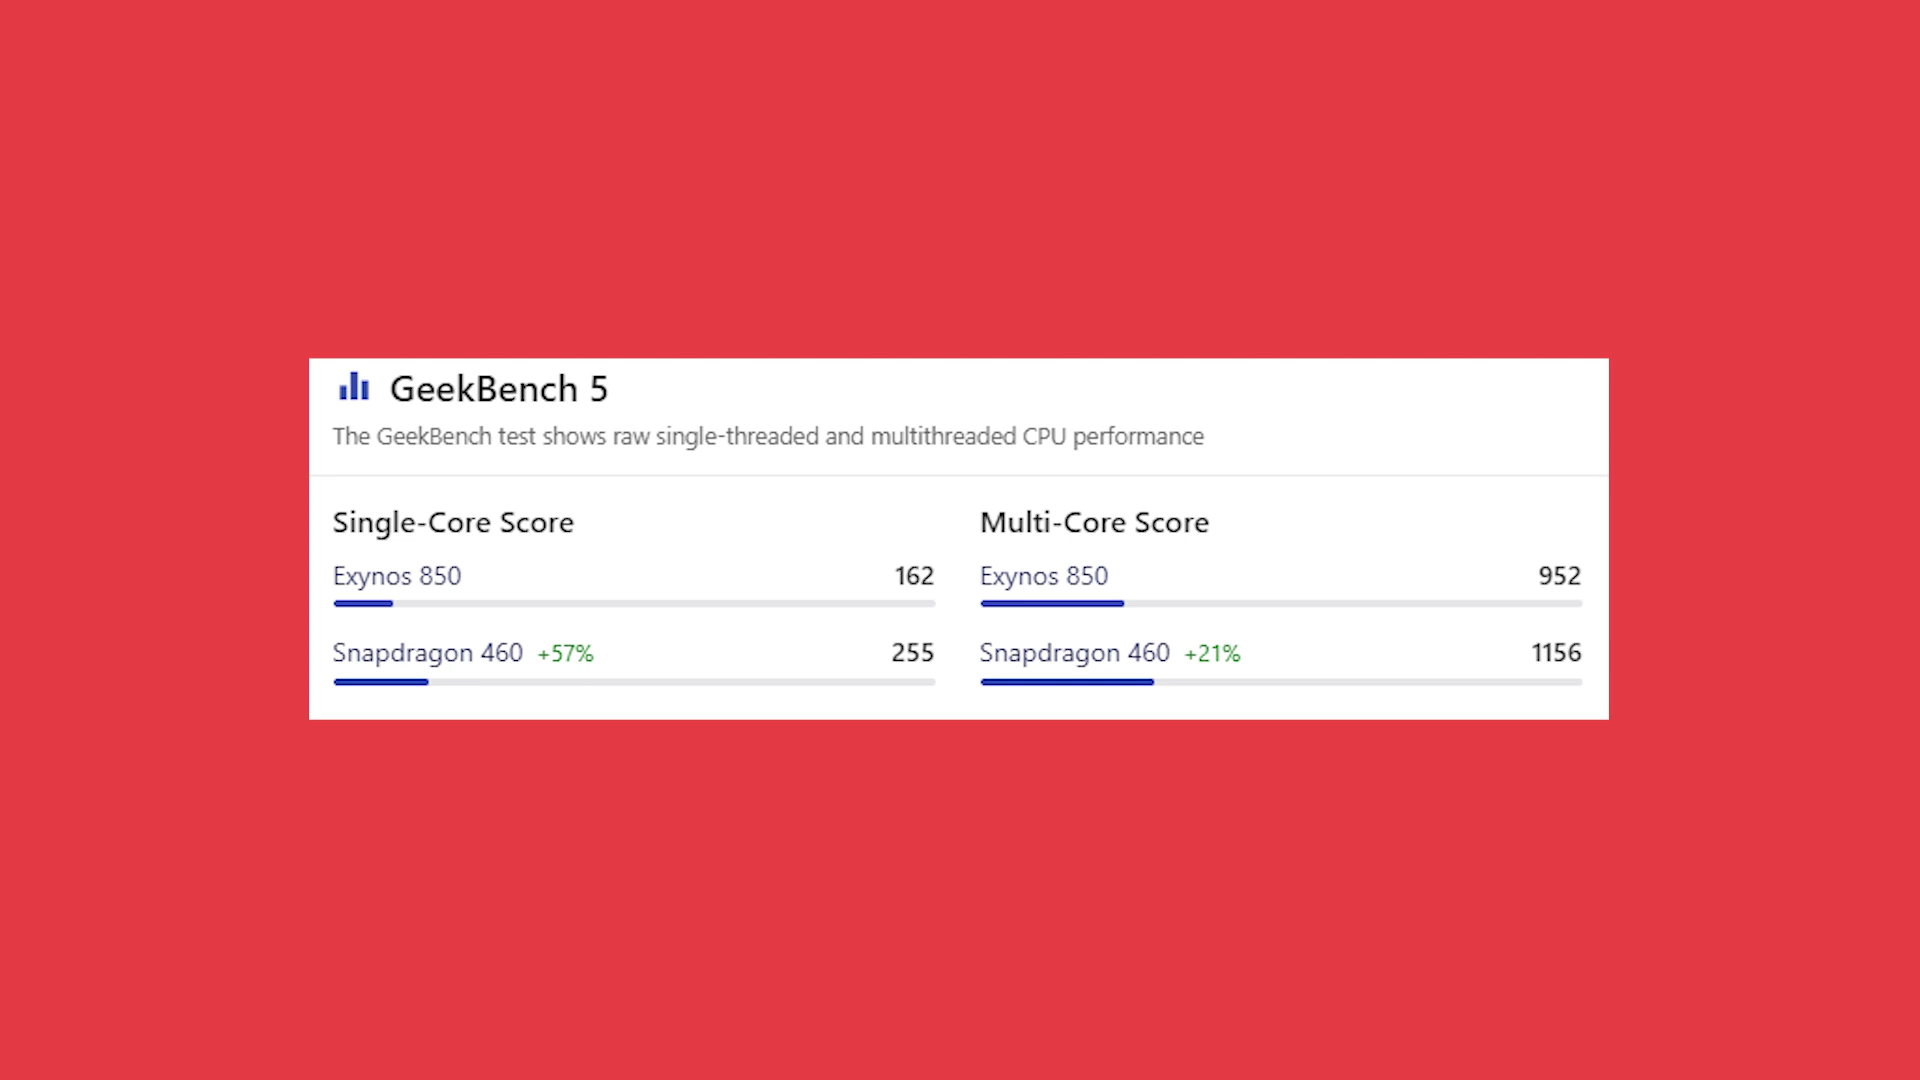 GeekBench 5
The GeekBench test shows raw single-threaded and multithreaded CPU performance
Single-Core Score
Exynos 850 162
Snapdragon 460 +57% 255
Multi-Core Score
Exynos 850 952
Snapdragon 460 +21% 1156